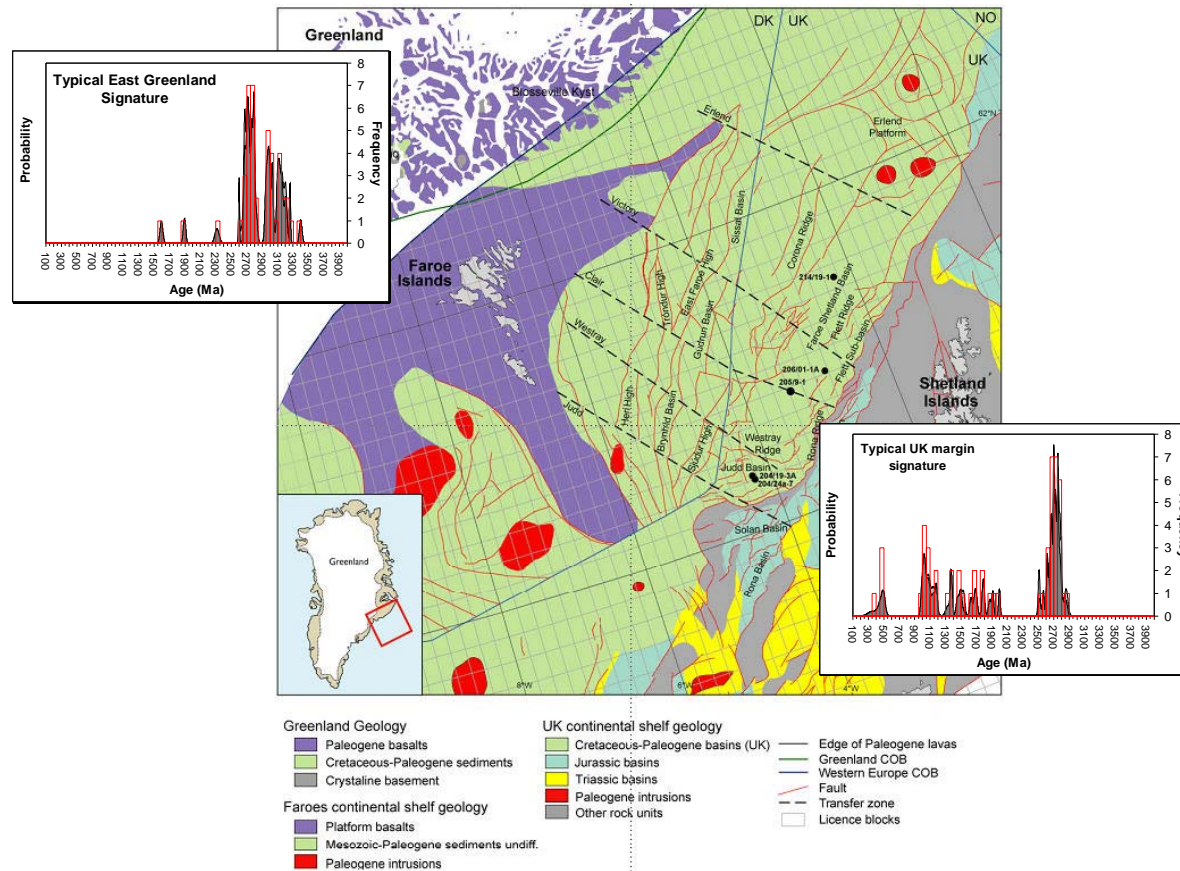 Typical East Greenland
Signature
Probability
Frequency
8
7
6
5
4
3
2
1
0
100 300 500 700 900 1100 1300 1500 1700 1900 2100 2300 2500 2700 2900 3100 3300 3500 3700 3900
Age (Ma)
Greenland
Blosseville Kyst
DK UK
NO
UK
62°N
Erlend
Erlend
Platform
Victory
Sissal Basin
Corona Ridge
Faroe
Islands
Clair
Trondur High
East Faroe High
214/19-1
Faroe Shetland Basin
Flett Ridge
Gudrun Basin
Flett Sub-basin
Westray
206/01-1A
205/9-1
Shetland
Islands
Judd
Heri High
Brynhild Basin
Sjudur High
Westray
Ridge
Rona Ridge
Judd Basin
204/19-3A
204/24a-7
Solan Basin
Rona Basin
8°W
6°W
4°W
Greenland
Typical UK margin
signature
Probability
8
7
6
5
4
3
2
1
0
100 300 500 700 900 1100 1300 1500 1700 1900 2100 2300 2500 2700 2900 3100 3300 3500 3700 3900
Age (Ma)
Greenland Geology
Paleogene basalts
Cretaceous-Paleogene sediments
Crystaline basement
Faroes continental shelf geology
Platform basalts
Mesozoic-Paleogene sediments undiff.
Paleogene intrusions
UK continental shelf geology
Cretaceous-Paleogene basins (UK)
Jurassic basins
Triassic basins
Paleogene intrusions
Other rock units
Edge of Paleogene lavas
Greenland COB
Western Europe COB
Fault
Transfer zone
Licence blocks